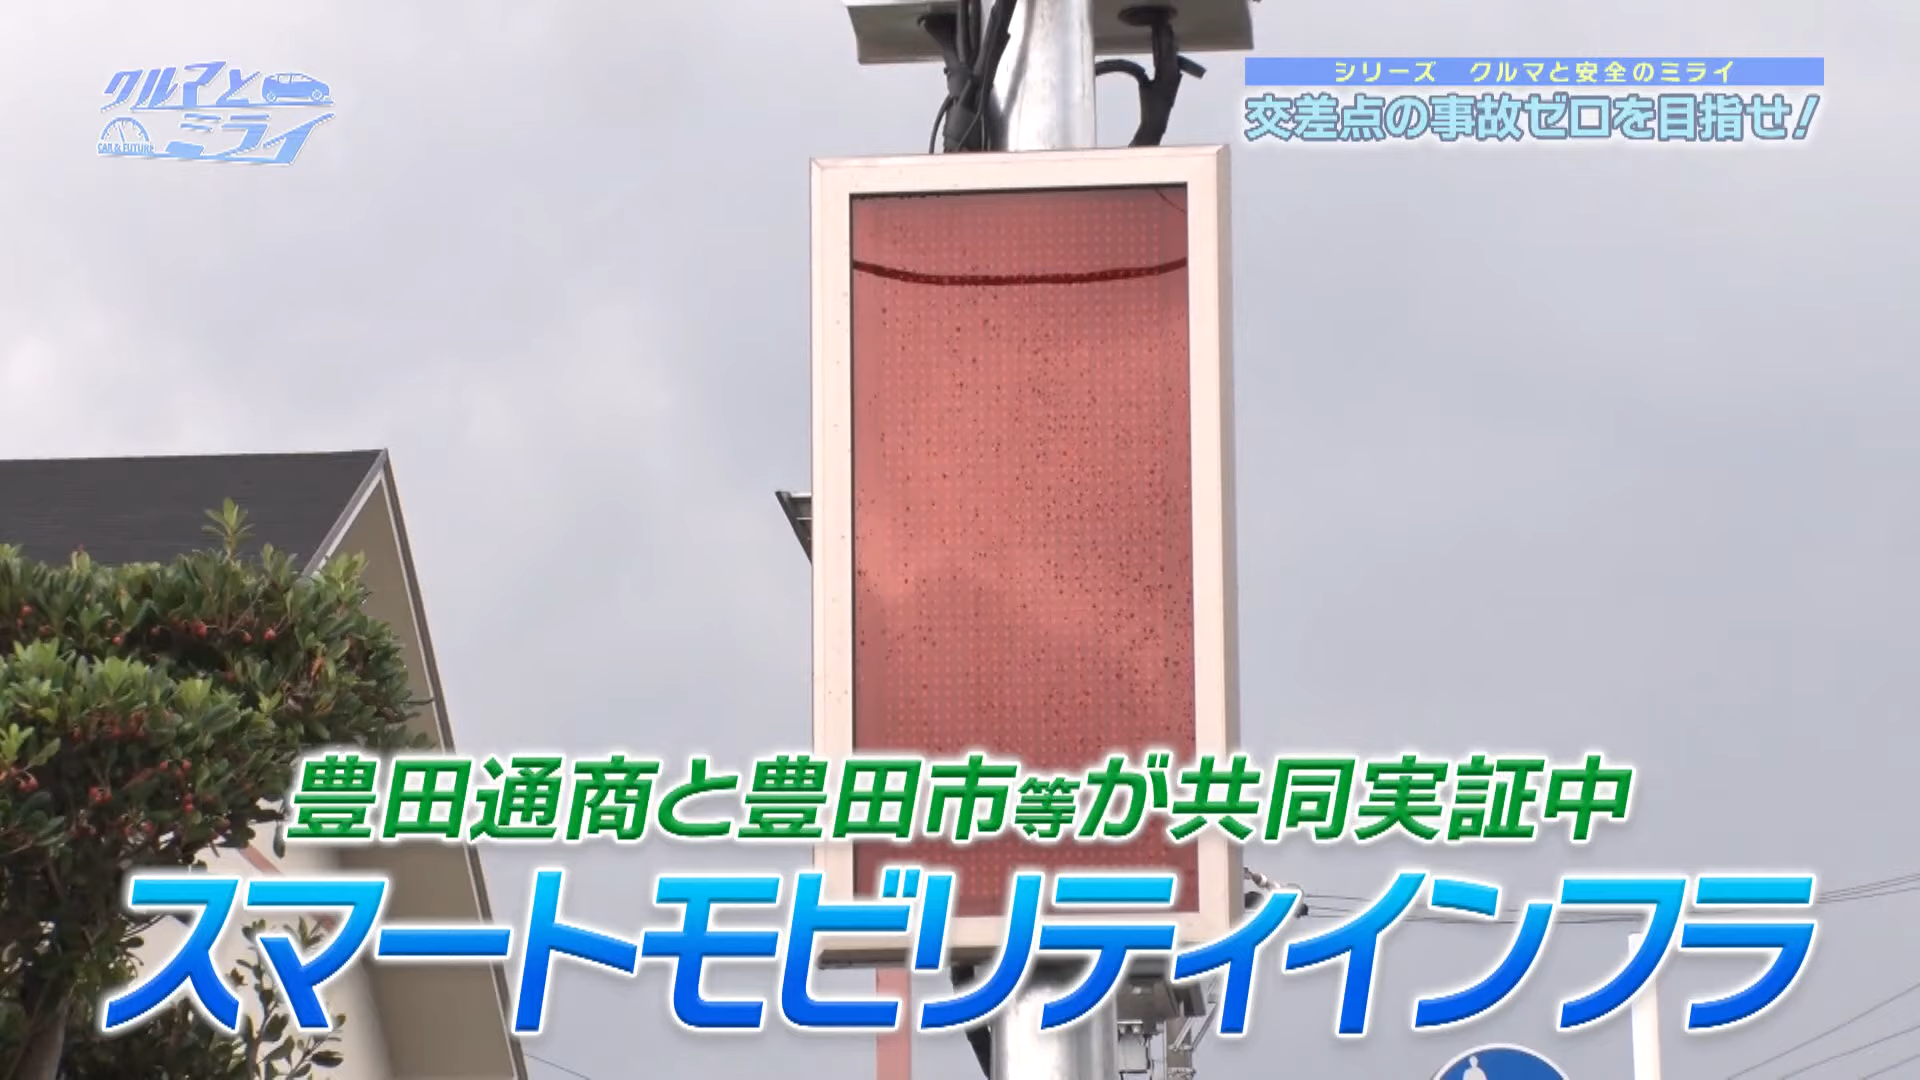 クルマと
ミライ
CAR & FUTURE
シリーズ　クルマと安全のミライ
交差点の事故ゼロを目指せ！
豊田通商と豊田市等が共同実証中
スマートモビリティインフラ